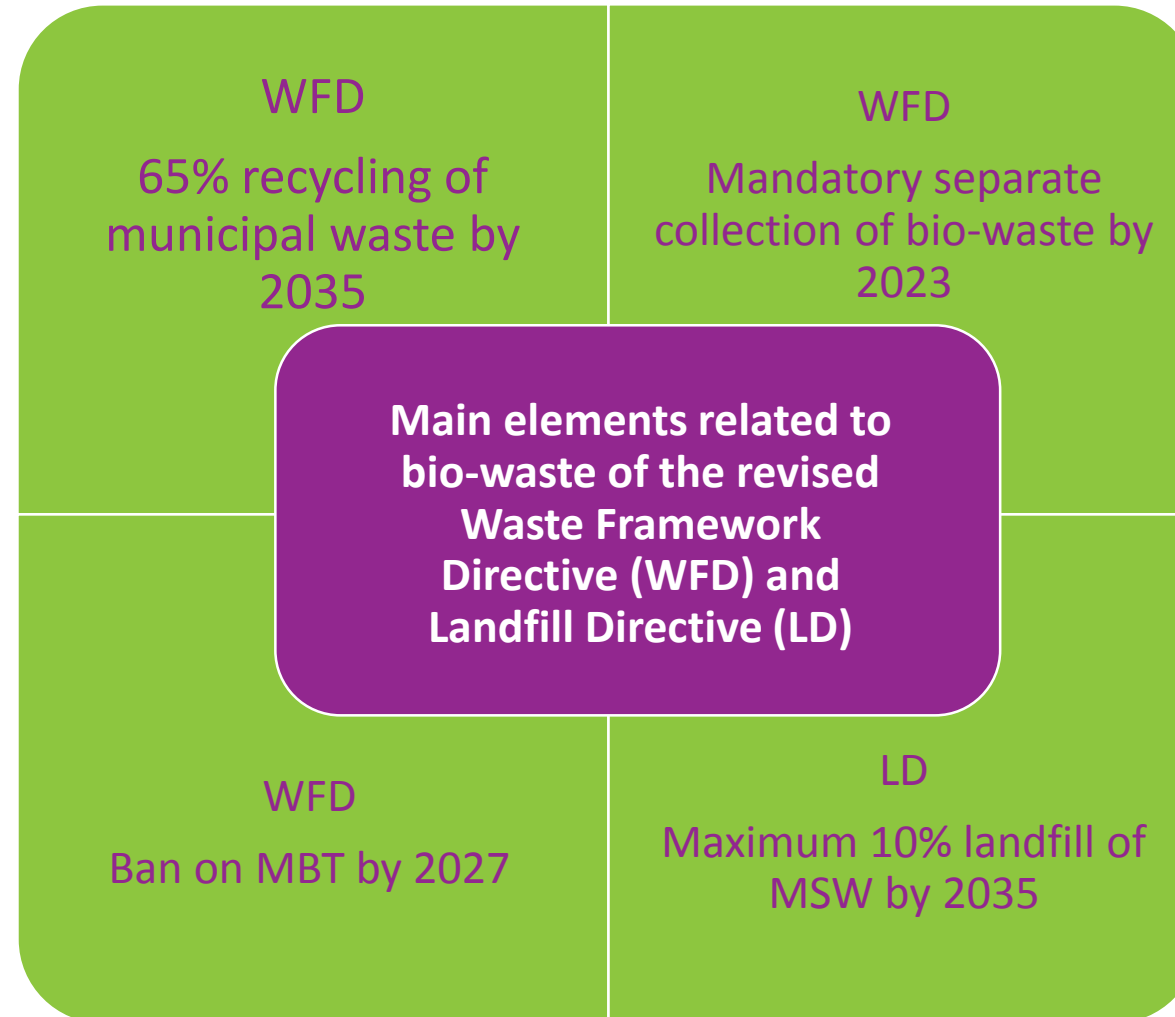 WFD
65% recycling of
municipal waste by
2035
WFD
Mandatory separate
collection of bio-waste by
2023
Main elements related to
bio-waste of the revised
Waste Framework
Directive (WFD) and
Landfill Directive (LD)
WFD
Ban on MBT by 2027
LD
Maximum 10% landfill of
MSW by 2035